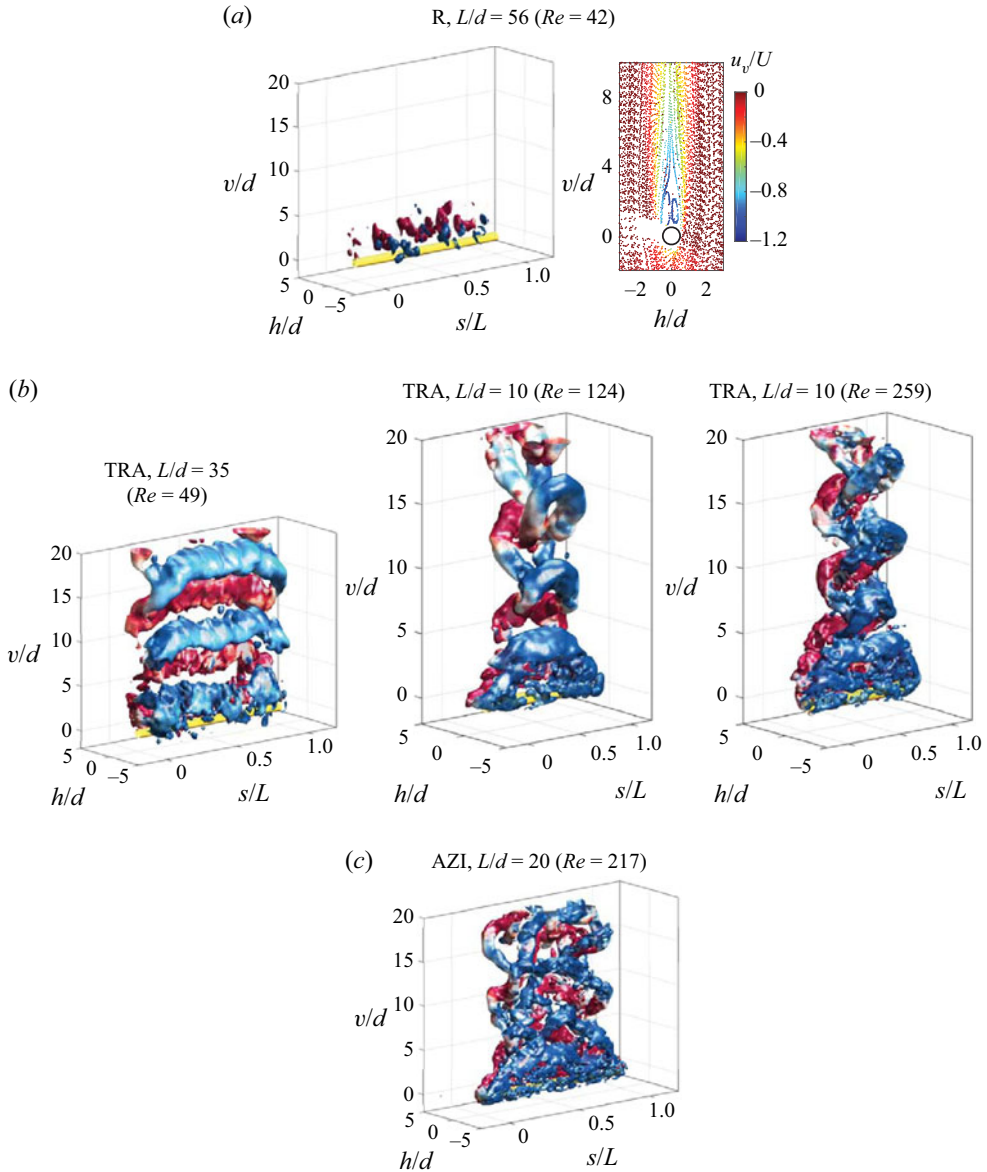 (a)
R, L/d = 56 (Re = 42)
20
15
10
5
0
v/d
5
0
−5
h/d
0
0.5
1.0
s/L
8
4
0
v/d
−2
0
2
h/d
u_v/U
0
−0.4
−0.8
−1.2
(b)
TRA, L/d = 35
(Re = 49)
20
15
10
5
0
v/d
5
0
−5
h/d
0
0.5
1.0
s/L
TRA, L/d = 10 (Re = 124)
20
15
10
5
0
v/d
5
0
−5
h/d
0
0.5
1.0
s/L
TRA, L/d = 10 (Re = 259)
20
15
10
5
0
v/d
5
0
−5
h/d
0
0.5
1.0
s/L
(c)
AZI, L/d = 20 (Re = 217)
20
15
10
5
0
v/d
5
0
−5
h/d
0
0.5
1.0
s/L